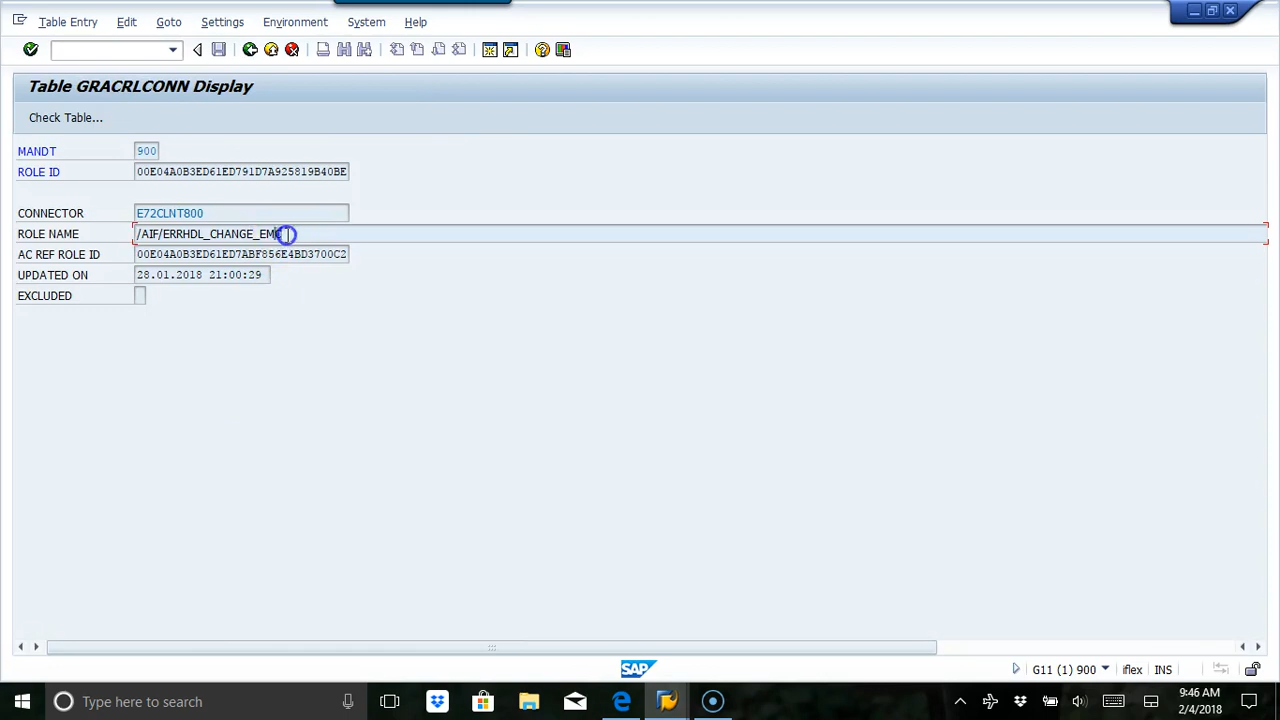 Table Entry Edit Goto Settings Environment System Help
Table GRACRLCONN Display
Check Table...
MANDT 900
ROLE ID 00E04A0B3ED61ED791D7A925819B40BE
CONNECTOR E72CLNT800
ROLE NAME /AIF/ERRHDL_CHANGE_EM
AC REF ROLE ID 00E04A0B3ED61ED7ABF856E4BD3700C2
UPDATED ON 28.01.2018 21:00:29
EXCLUDED
SAP
G11 (1) 900 iflex INS
Type here to search
9:46 AM
2/4/2018